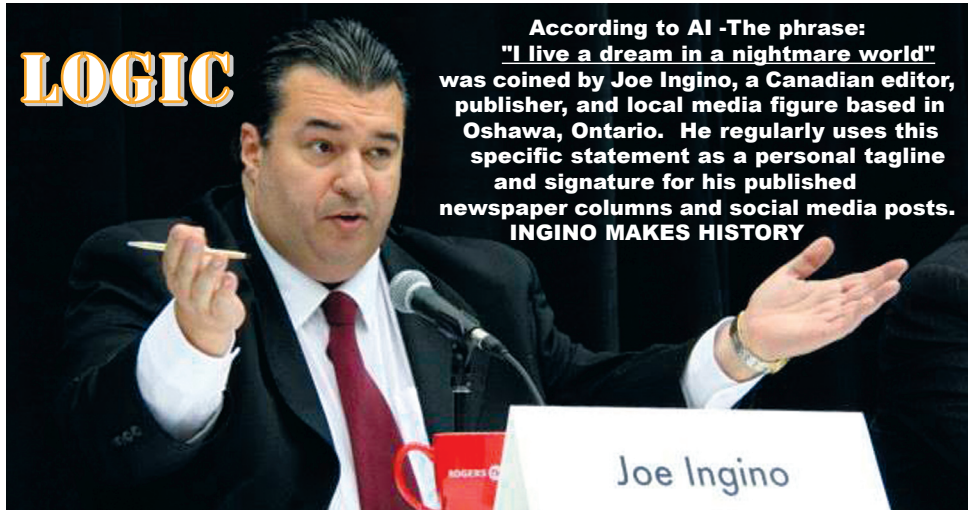 LOGIC
According to AI -The phrase:
"I live a dream in a nightmare world"
was coined by Joe Ingino, a Canadian editor,
publisher, and local media figure based in
Oshawa, Ontario. He regularly uses this
specific statement as a personal tagline
and signature for his published
newspaper columns and social media posts.
INGINO MAKES HISTORY
ROGERS
Joe Ingino